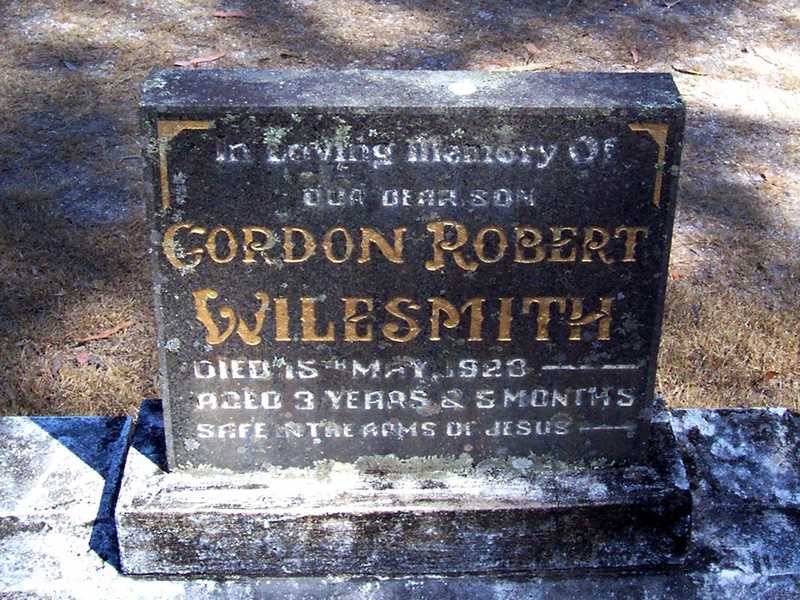 In Loving Memory Of
OUR DEAR SON
GORDON ROBERT
WILESMITH
DIED 15TH MAY, 1928
AGED 3 YEARS & 5 MONTHS
SAFE IN THE ARMS OF JESUS